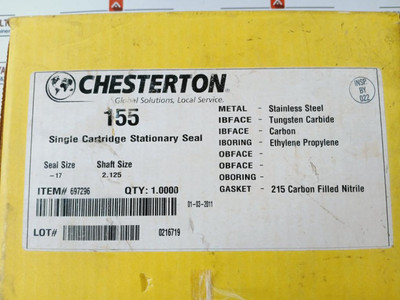 CHESTERTON
Global Solutions, Local Service.
155
Single Cartridge Stationary Seal
Seal Size Shaft Size
-17 2.125
ITEM# 697296 QTY: 1.0000
01-03-2011
LOT# 0216719
METAL - Stainless Steel
IBFACE - Tungsten Carbide
IBFACE - Carbon
IBORING - Ethylene Propylene
OBFACE -
OBFACE -
OBORING -
GASKET - 215 Carbon Filled Nitrile
INSP.
BY
022